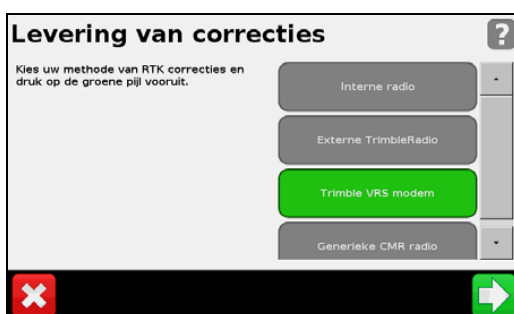 Levering van correcties
?
Kies uw methode van RTK correcties en
druk op de groene pijl vooruit.
Interne radio
Externe TrimbleRadio
Trimble VRS modem
Generieke CMR radio